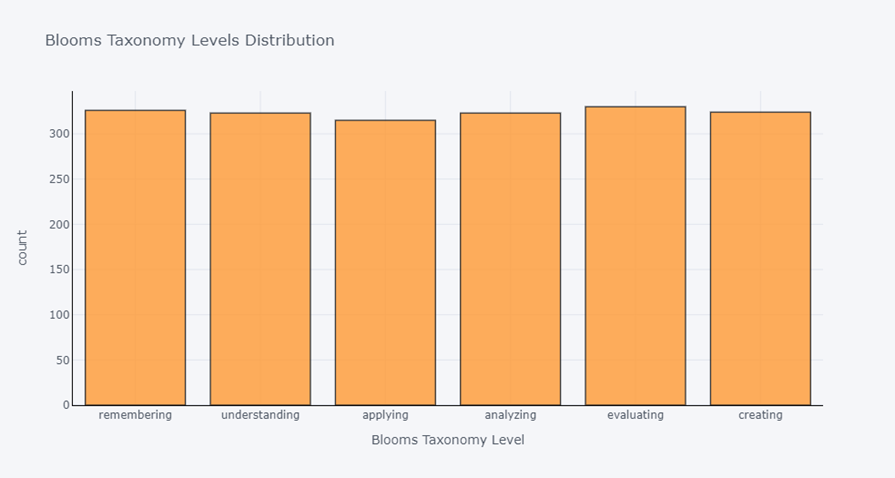 Blooms Taxonomy Levels Distribution
count
300
250
200
150
100
50
0
remembering understanding applying analyzing evaluating creating
Blooms Taxonomy Level